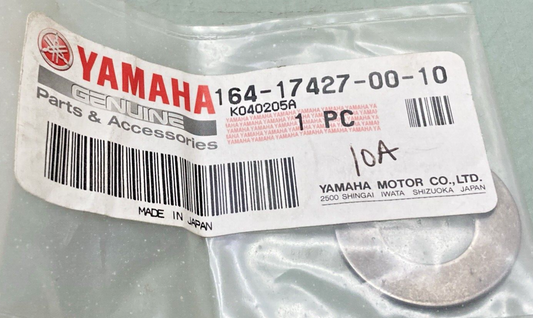 YAMAHA
GENUINE
Parts & Accessories
164-17427-00-10
K040205A
1 PC
10A
YAMAHA MOTOR CO.,LTD.
2500 SHINGAI IWATA SHIZUOKA JAPAN
MADE IN JAPAN